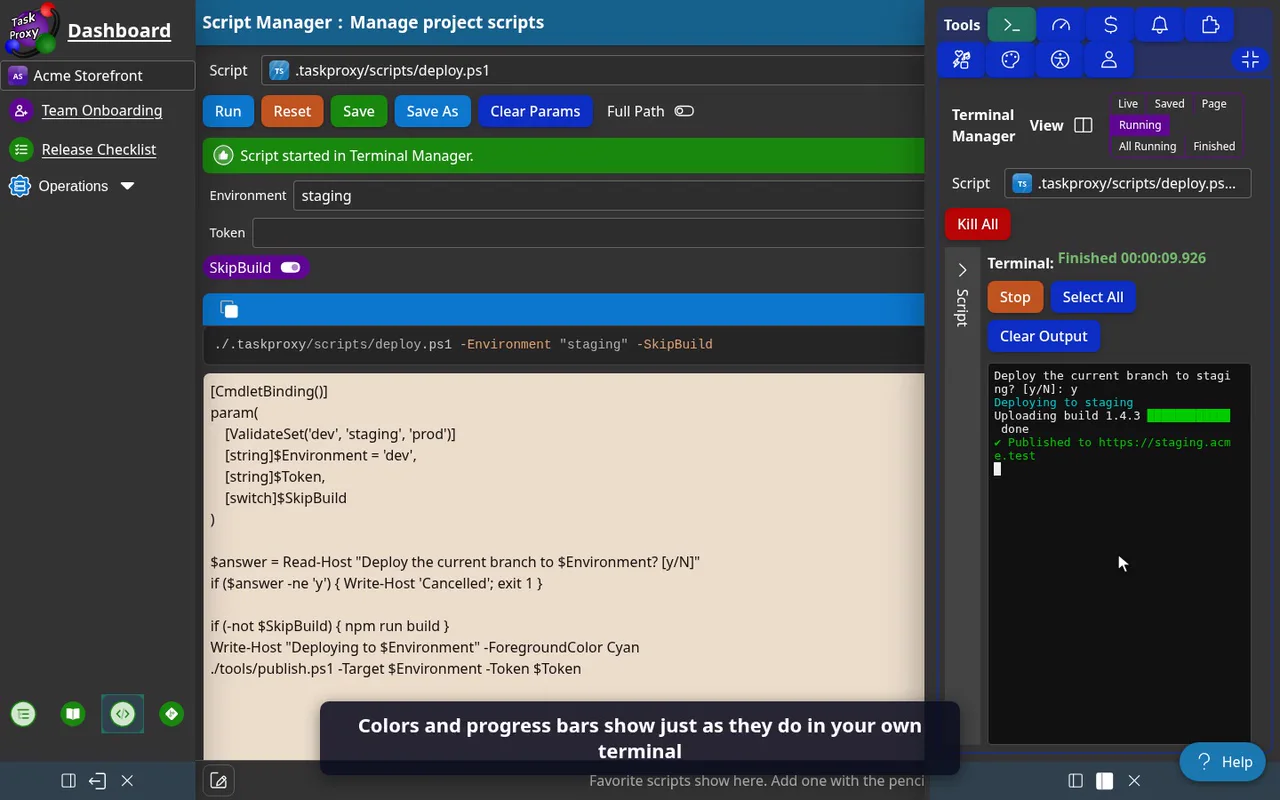 Task
Proxy
Dashboard
AS Acme Storefront
Team Onboarding
Release Checklist
Operations
Script Manager : Manage project scripts
Script TS .taskproxy/scripts/deploy.ps1
Run Reset Save Save As Clear Params Full Path
Script started in Terminal Manager.
Environment staging
Token
SkipBuild
./.taskproxy/scripts/deploy.ps1 -Environment "staging" -SkipBuild
[CmdletBinding()]
param(
    [ValidateSet('dev', 'staging', 'prod')]
    [string]$Environment = 'dev',
    [string]$Token,
    [switch]$SkipBuild
)
$answer = Read-Host "Deploy the current branch to $Environment? [y/N]"
if ($answer -ne 'y') { Write-Host 'Cancelled'; exit 1 }
if (-not $SkipBuild) { npm run build }
Write-Host "Deploying to $Environment" -ForegroundColor Cyan
./tools/publish.ps1 -Target $Environment -Token $Token
Colors and progress bars show just as they do in your own
terminal
Favorite scripts show here. Add one with the penci
Tools
Terminal
Manager
View
Live Saved Page
Running
All Running Finished
Script TS .taskproxy/scripts/deploy.ps...
Kill All
Script
Terminal: Finished 00:00:09.926
Stop Select All
Clear Output
Deploy the current branch to stagi
ng? [y/N]: y
Deploying to staging
Uploading build 1.4.3
 done
✔ Published to https://staging.acm
e.test
? Help